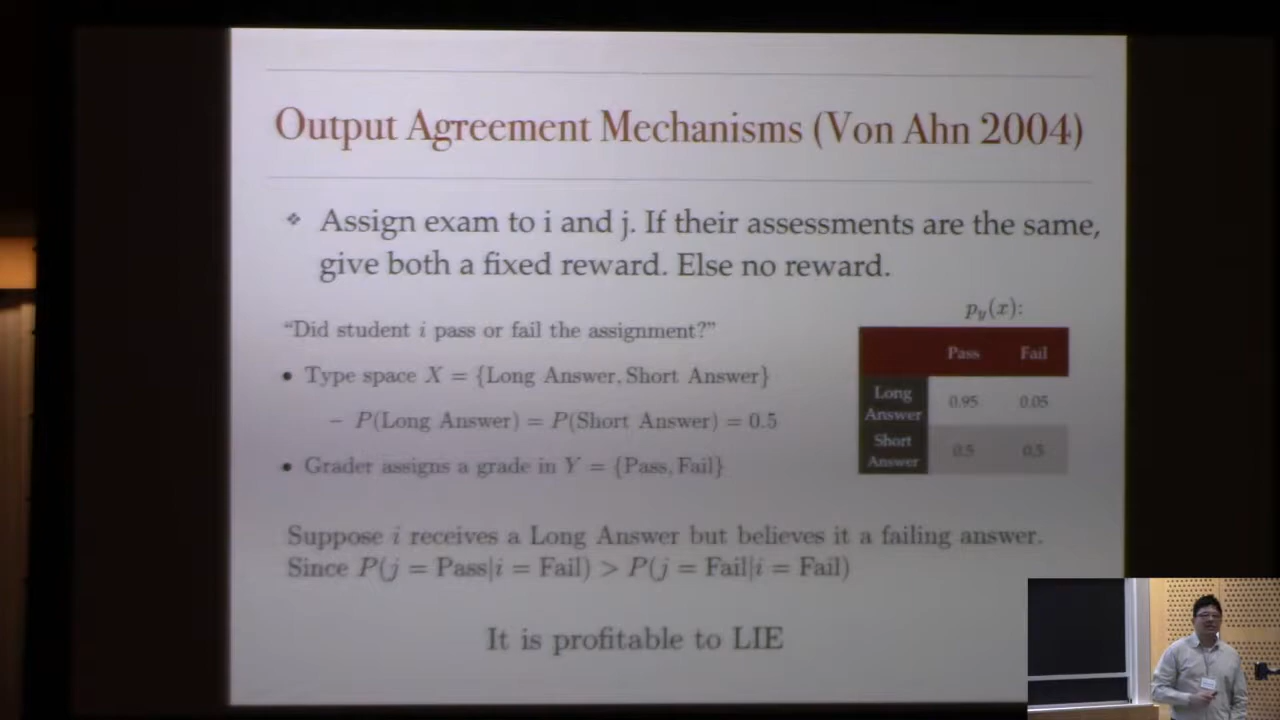 Output Agreement Mechanisms (Von Ahn 2004)
❖ Assign exam to i and j. If their assessments are the same,
give both a fixed reward. Else no reward.
"Did student i pass or fail the assignment?"
• Type space X = {Long Answer, Short Answer}
– P(Long Answer) = P(Short Answer) = 0.5
• Grader assigns a grade in Y = {Pass, Fail}
p_y(x):
Pass Fail
Long
Answer 0.95 0.05
Short
Answer 0.5 0.5
Suppose i receives a Long Answer but believes it a failing answer.
Since P(j = Pass|i = Fail) > P(j = Fail|i = Fail)
It is profitable to LIE